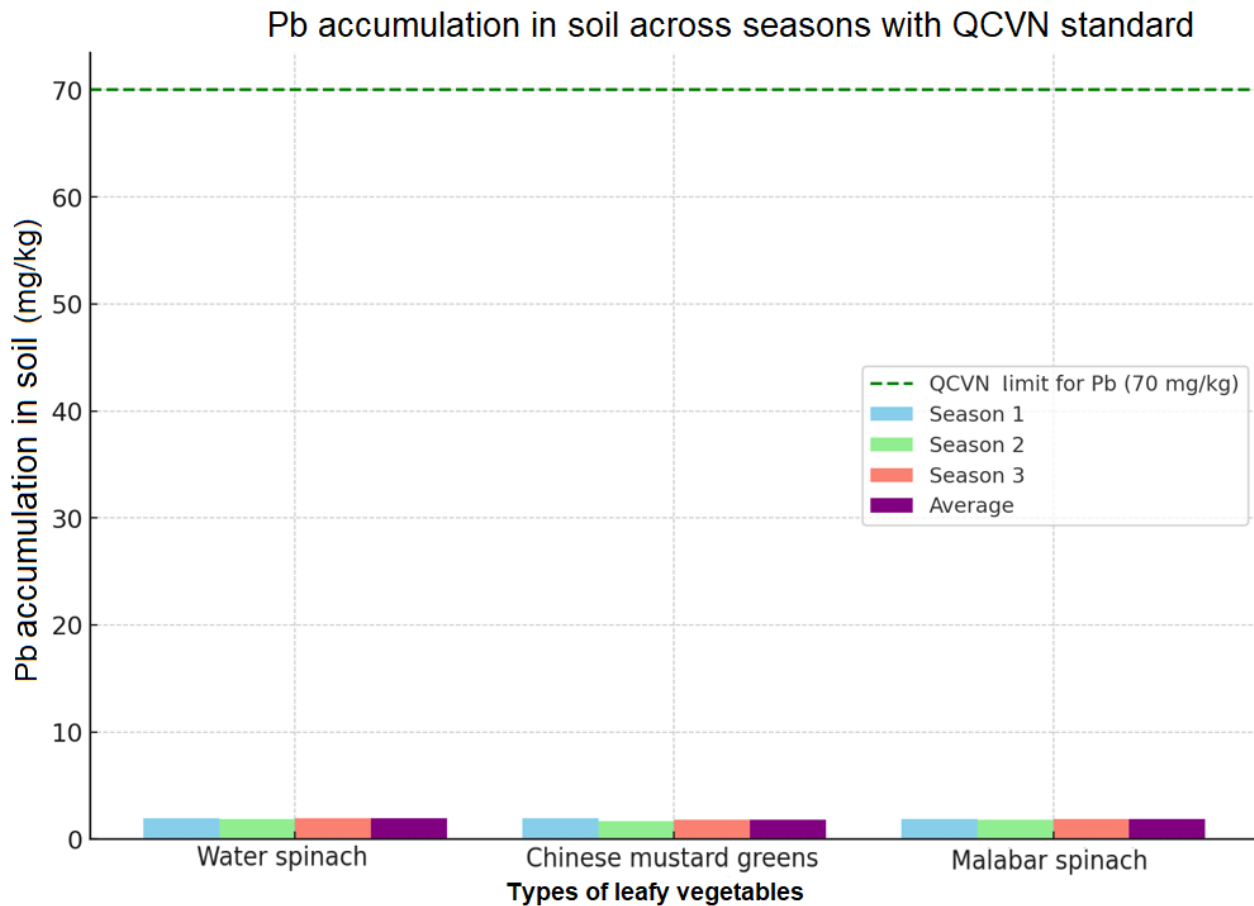 Pb accumulation in soil across seasons with QCVN standard
Pb accumulation in soil (mg/kg)
70
60
50
40
30
20
10
0
QCVN limit for Pb (70 mg/kg)
Season 1
Season 2
Season 3
Average
Water spinach
Chinese mustard greens
Malabar spinach
Types of leafy vegetables